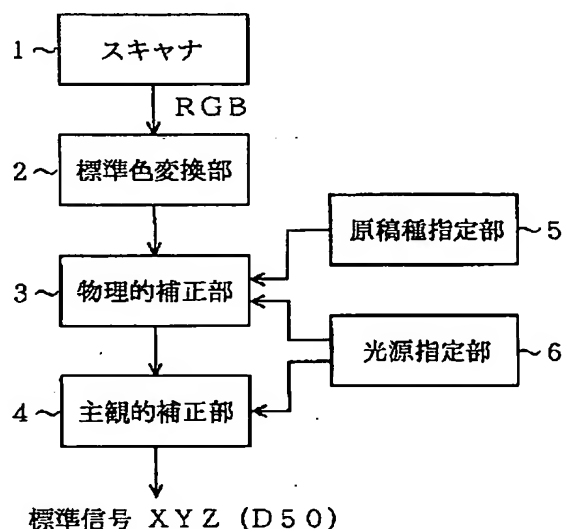 1～ スキャナ
RGB
2～ 標準色変換部
原稿種指定部 ～5
3～ 物理的補正部
光源指定部 ～6
4～ 主観的補正部
標準信号 XYZ (D50)